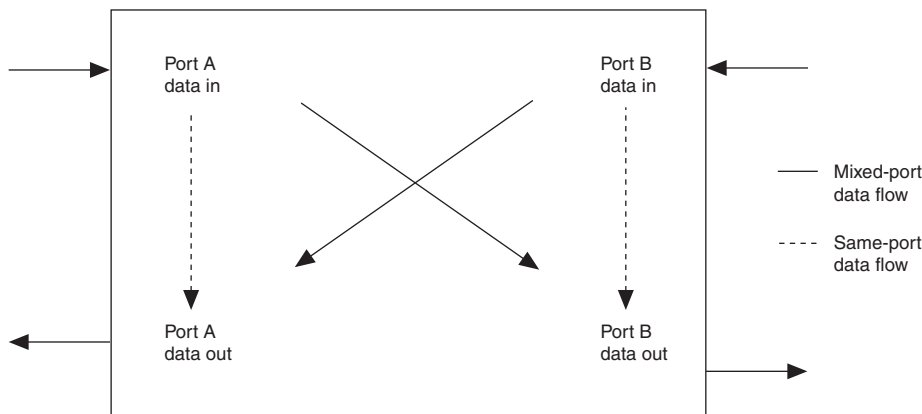 Port A
data in
Port B
data in
Mixed-port
data flow
Same-port
data flow
Port A
data out
Port B
data out